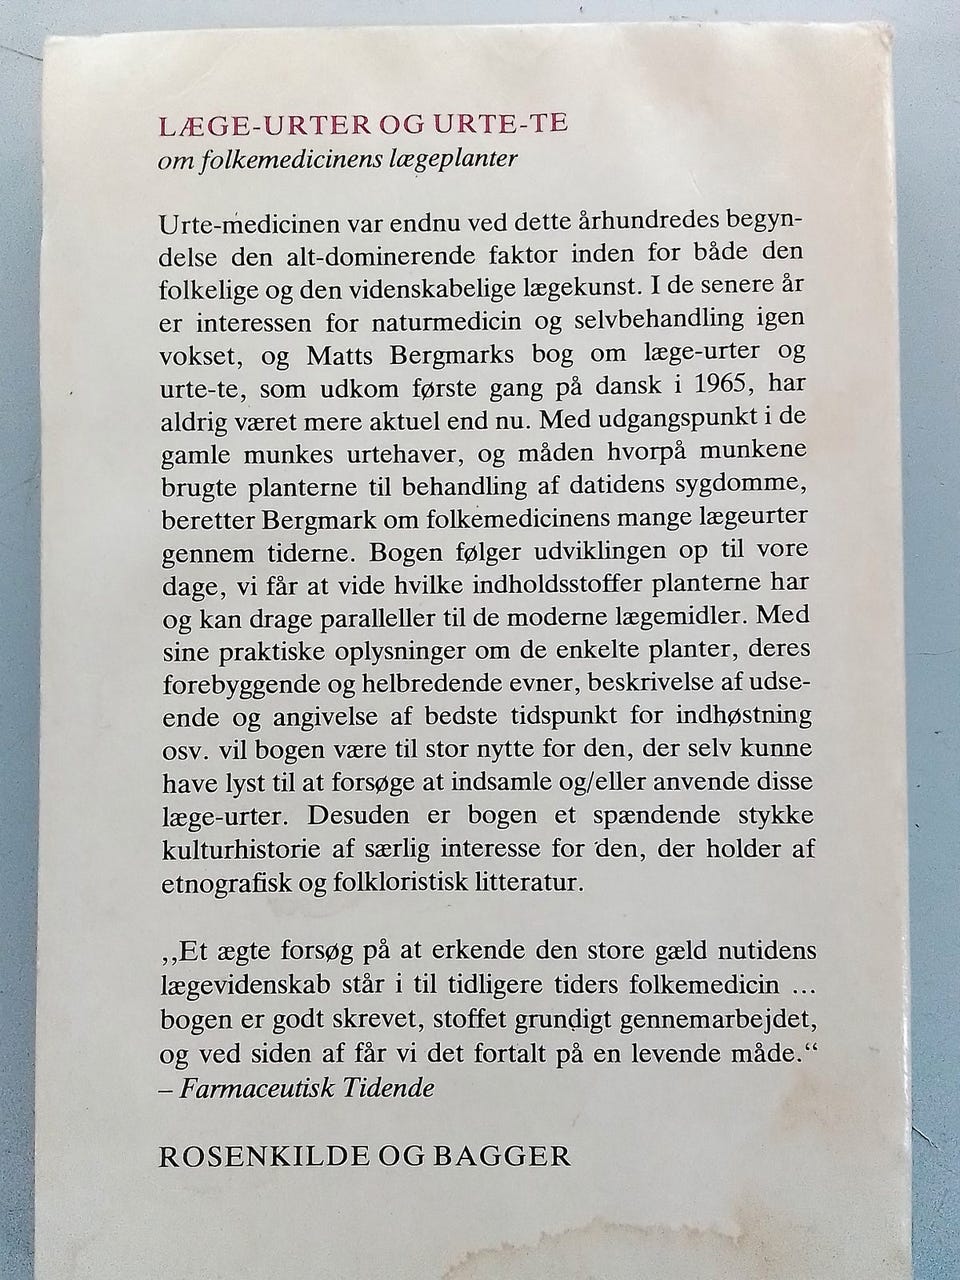 LÆGE-URTER OG URTE-TE
om folkemedicinens lægeplanter
Urte-medicinen var endnu ved dette århundredes begyn-
delse den alt-dominerende faktor inden for både den
folkelige og den videnskabelige lægekunst. I de senere år
er interessen for naturmedicin og selvbehandling igen
vokset, og Matts Bergmarks bog om læge-urter og
urte-te, som udkom første gang på dansk i 1965, har
aldrig været mere aktuel end nu. Med udgangspunkt i de
gamle munkes urtehaver, og måden hvorpå munkene
brugte planterne til behandling af datidens sygdomme,
beretter Bergmark om folkemedicinens mange lægeurter
gennem tiderne. Bogen følger udviklingen op til vore
dage, vi får at vide hvilke indholdsstoffer planterne har
og kan drage paralleller til de moderne lægemidler. Med
sine praktiske oplysninger om de enkelte planter, deres
forebyggende og helbredende evner, beskrivelse af udse-
ende og angivelse af bedste tidspunkt for indhøstning
osv. vil bogen være til stor nytte for den, der selv kunne
have lyst til at forsøge at indsamle og/eller anvende disse
læge-urter. Desuden er bogen et spændende stykke
kulturhistorie af særlig interesse for den, der holder af
etnografisk og folkloristisk litteratur.
,,Et ægte forsøg på at erkende den store gæld nutidens
lægevidenskab står i til tidligere tiders folkemedicin ...
bogen er godt skrevet, stoffet grundigt gennemarbejdet,
og ved siden af får vi det fortalt på en levende måde.“
– Farmaceutisk Tidende
ROSENKILDE OG BAGGER